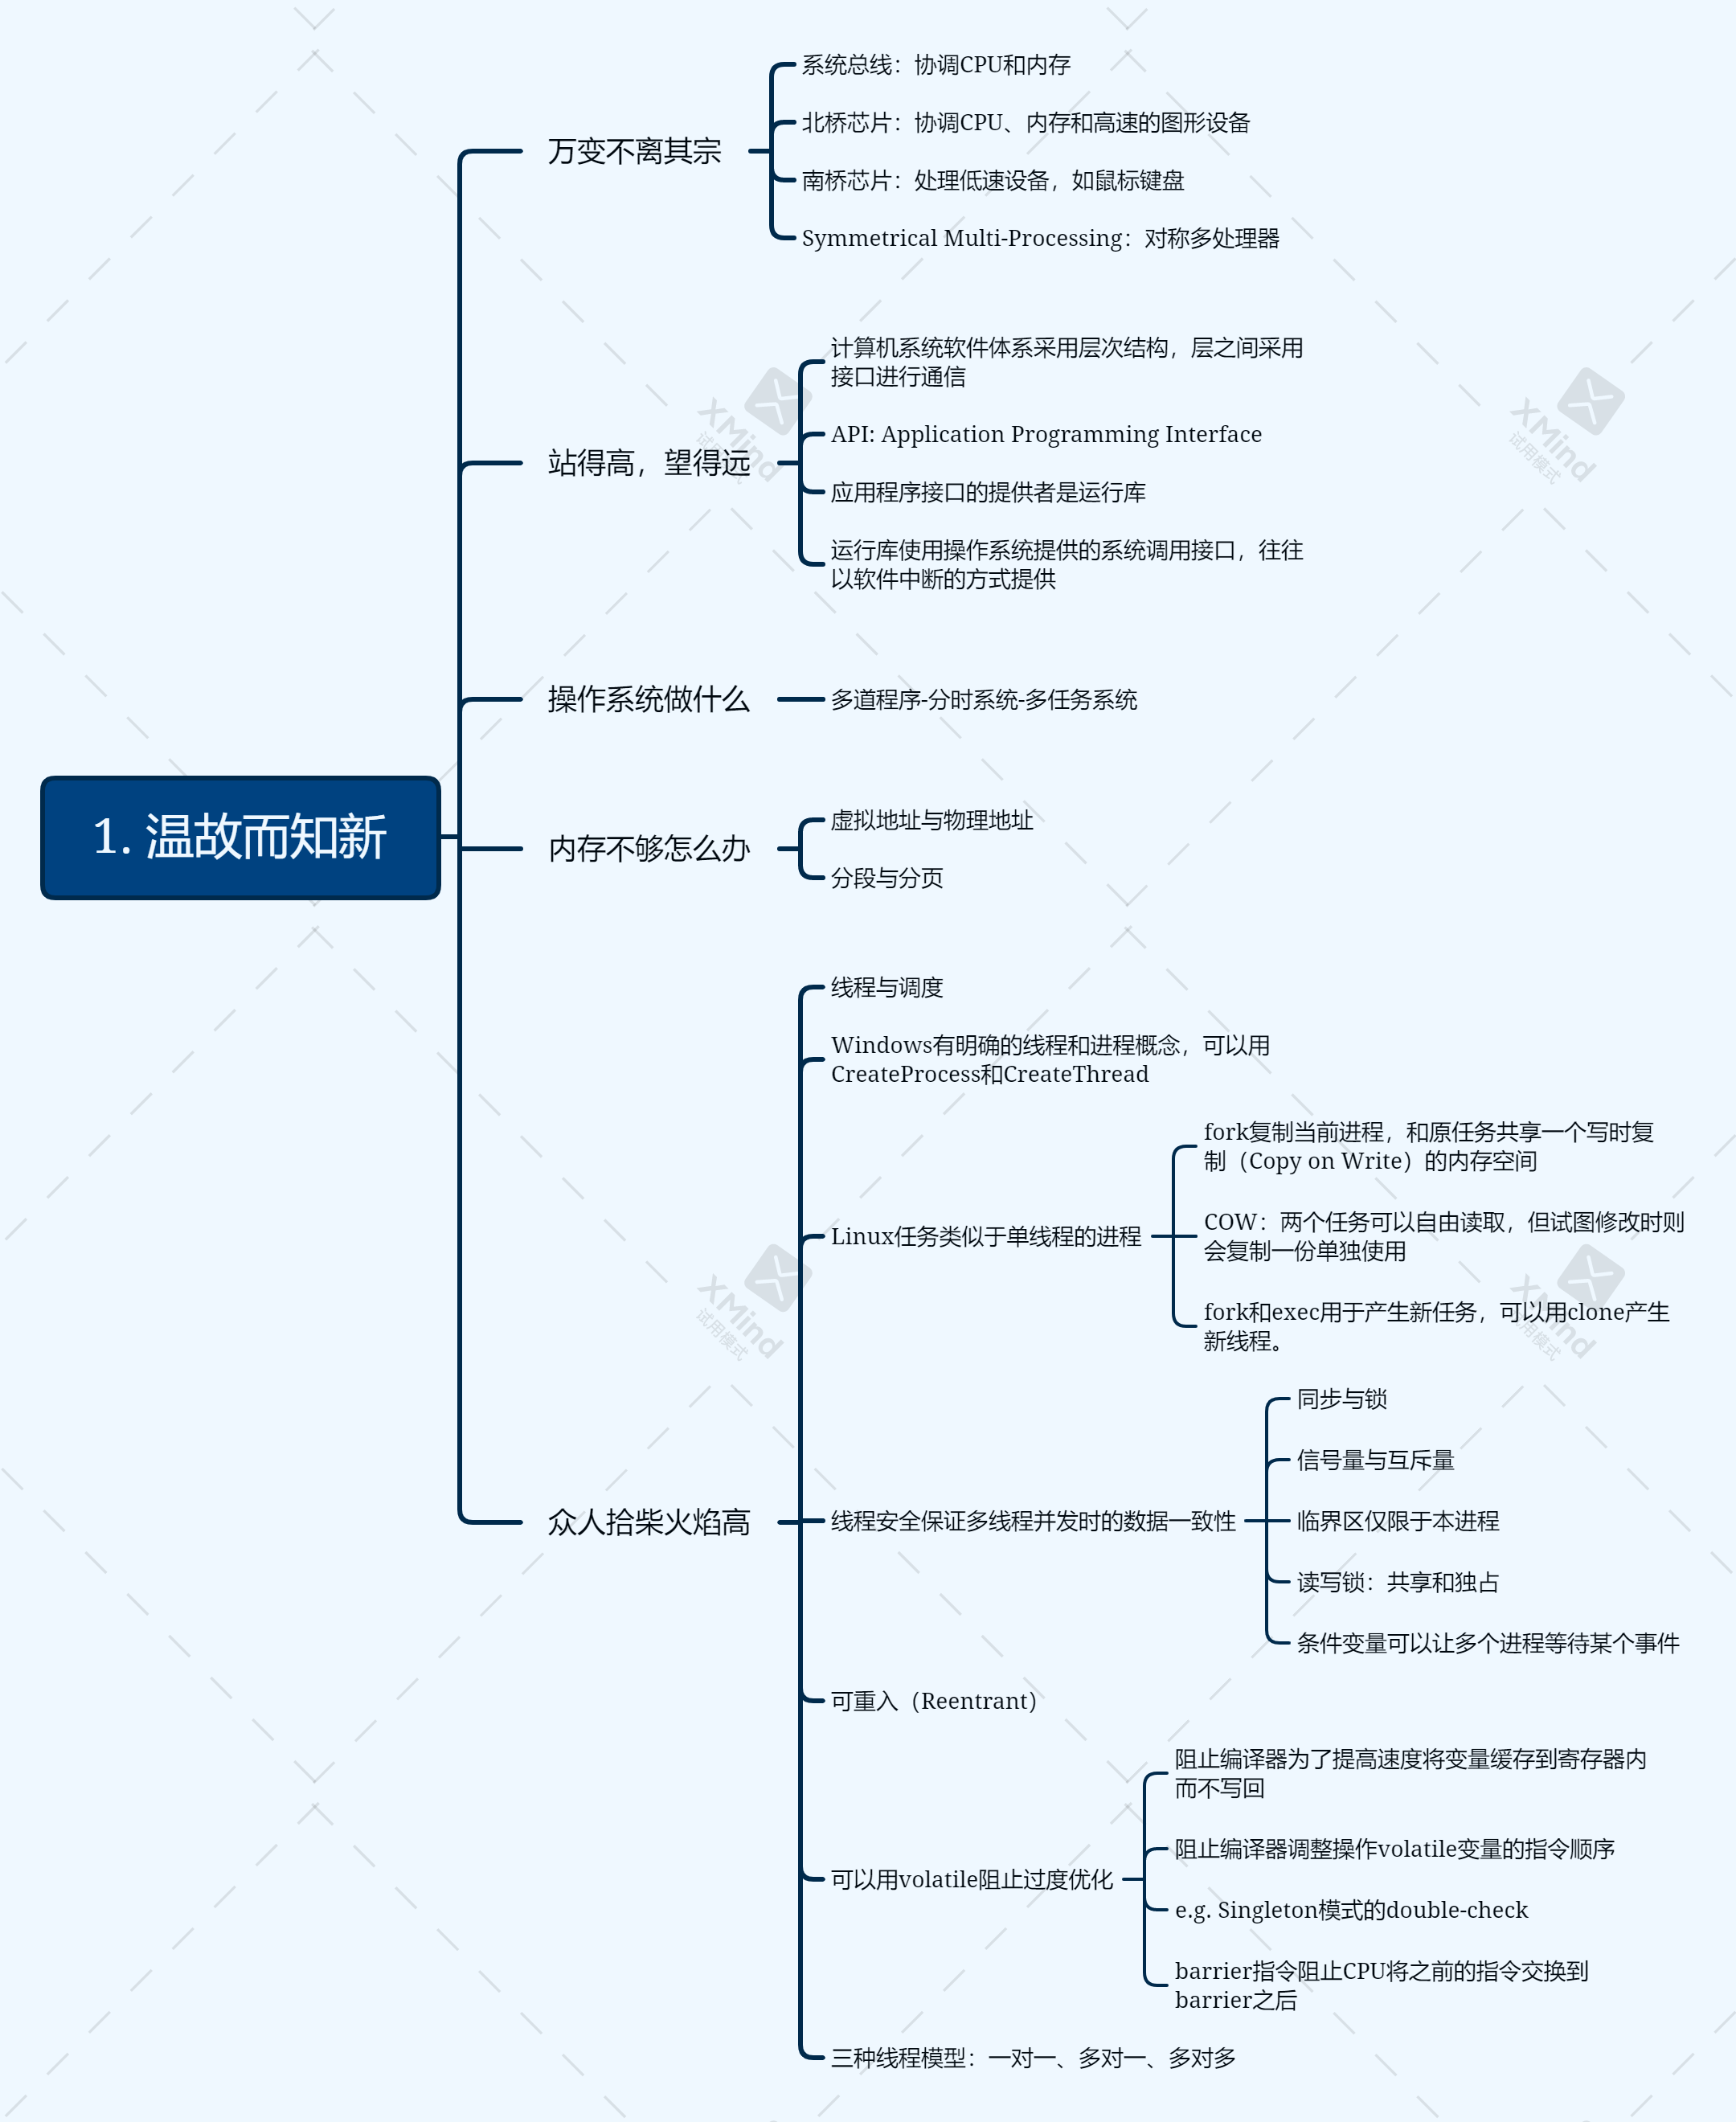 系统总线：协调CPU和内存
北桥芯片：协调CPU、内存和高速的图形设备
万变不离其宗
南桥芯片：处理低速设备，如鼠标键盘
Symmetrical Multi-Processing：对称多处理器
计算机系统软件体系采用层次结构，层之间采用
接口进行通信
API: Application Programming Interface
站得高，望得远
应用程序接口的提供者是运行库
运行库使用操作系统提供的系统调用接口，往往
以软件中断的方式提供
操作系统做什么
多道程序-分时系统-多任务系统
1. 温故而知新
内存不够怎么办
虚拟地址与物理地址
分段与分页
线程与调度
Windows有明确的线程和进程概念，可以用
CreateProcess和CreateThread
Linux任务类似于单线程的进程
fork复制当前进程，和原任务共享一个写时复
制（Copy on Write）的内存空间
COW：两个任务可以自由读取，但试图修改时则
会复制一份单独使用
fork和exec用于产生新任务，可以用clone产生
新线程。
众人拾柴火焰高
线程安全保证多线程并发时的数据一致性
同步与锁
信号量与互斥量
临界区仅限于本进程
读写锁：共享和独占
条件变量可以让多个进程等待某个事件
可重入（Reentrant）
可以用volatile阻止过度优化
阻止编译器为了提高速度将变量缓存到寄存器内
而不写回
阻止编译器调整操作volatile变量的指令顺序
e.g. Singleton模式的double-check
barrier指令阻止CPU将之前的指令交换到
barrier之后
三种线程模型：一对一、多对一、多对多
XMind
试用模式
XMind
试用模式
XMind
试用模式
XMind
试用模式